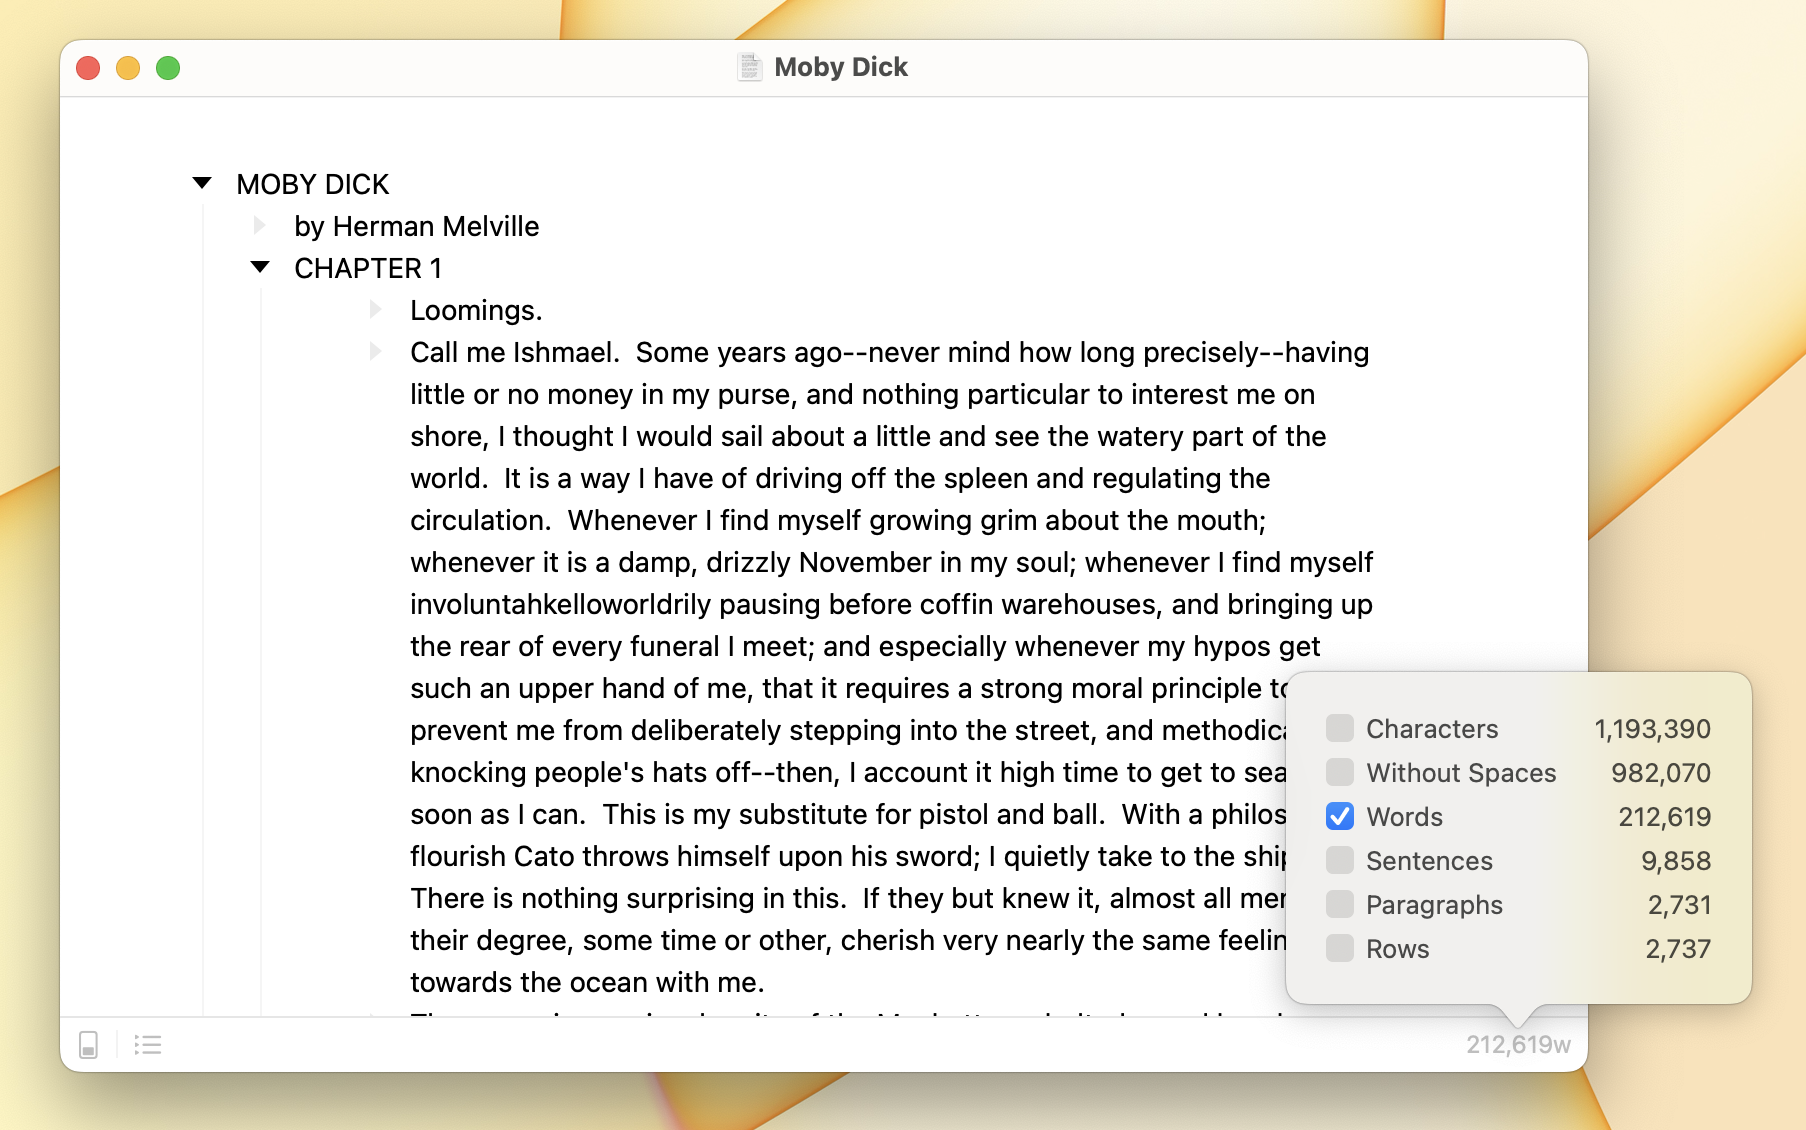 Moby Dick
MOBY DICK
by Herman Melville
CHAPTER 1
Loomings.
Call me Ishmael.  Some years ago--never mind how long precisely--having
little or no money in my purse, and nothing particular to interest me on
shore, I thought I would sail about a little and see the watery part of the
world.  It is a way I have of driving off the spleen and regulating the
circulation.  Whenever I find myself growing grim about the mouth;
whenever it is a damp, drizzly November in my soul; whenever I find myself
involuntahkelloworldrily pausing before coffin warehouses, and bringing up
the rear of every funeral I meet; and especially whenever my hypos get
such an upper hand of me, that it requires a strong moral principle to
prevent me from deliberately stepping into the street, and methodica
knocking people's hats off--then, I account it high time to get to sea
soon as I can.  This is my substitute for pistol and ball.  With a philos
flourish Cato throws himself upon his sword; I quietly take to the ship
There is nothing surprising in this.  If they but knew it, almost all men
their degree, some time or other, cherish very nearly the same feelin
towards the ocean with me.
Characters 1,193,390
Without Spaces 982,070
Words 212,619
Sentences 9,858
Paragraphs 2,731
Rows 2,737
212,619w